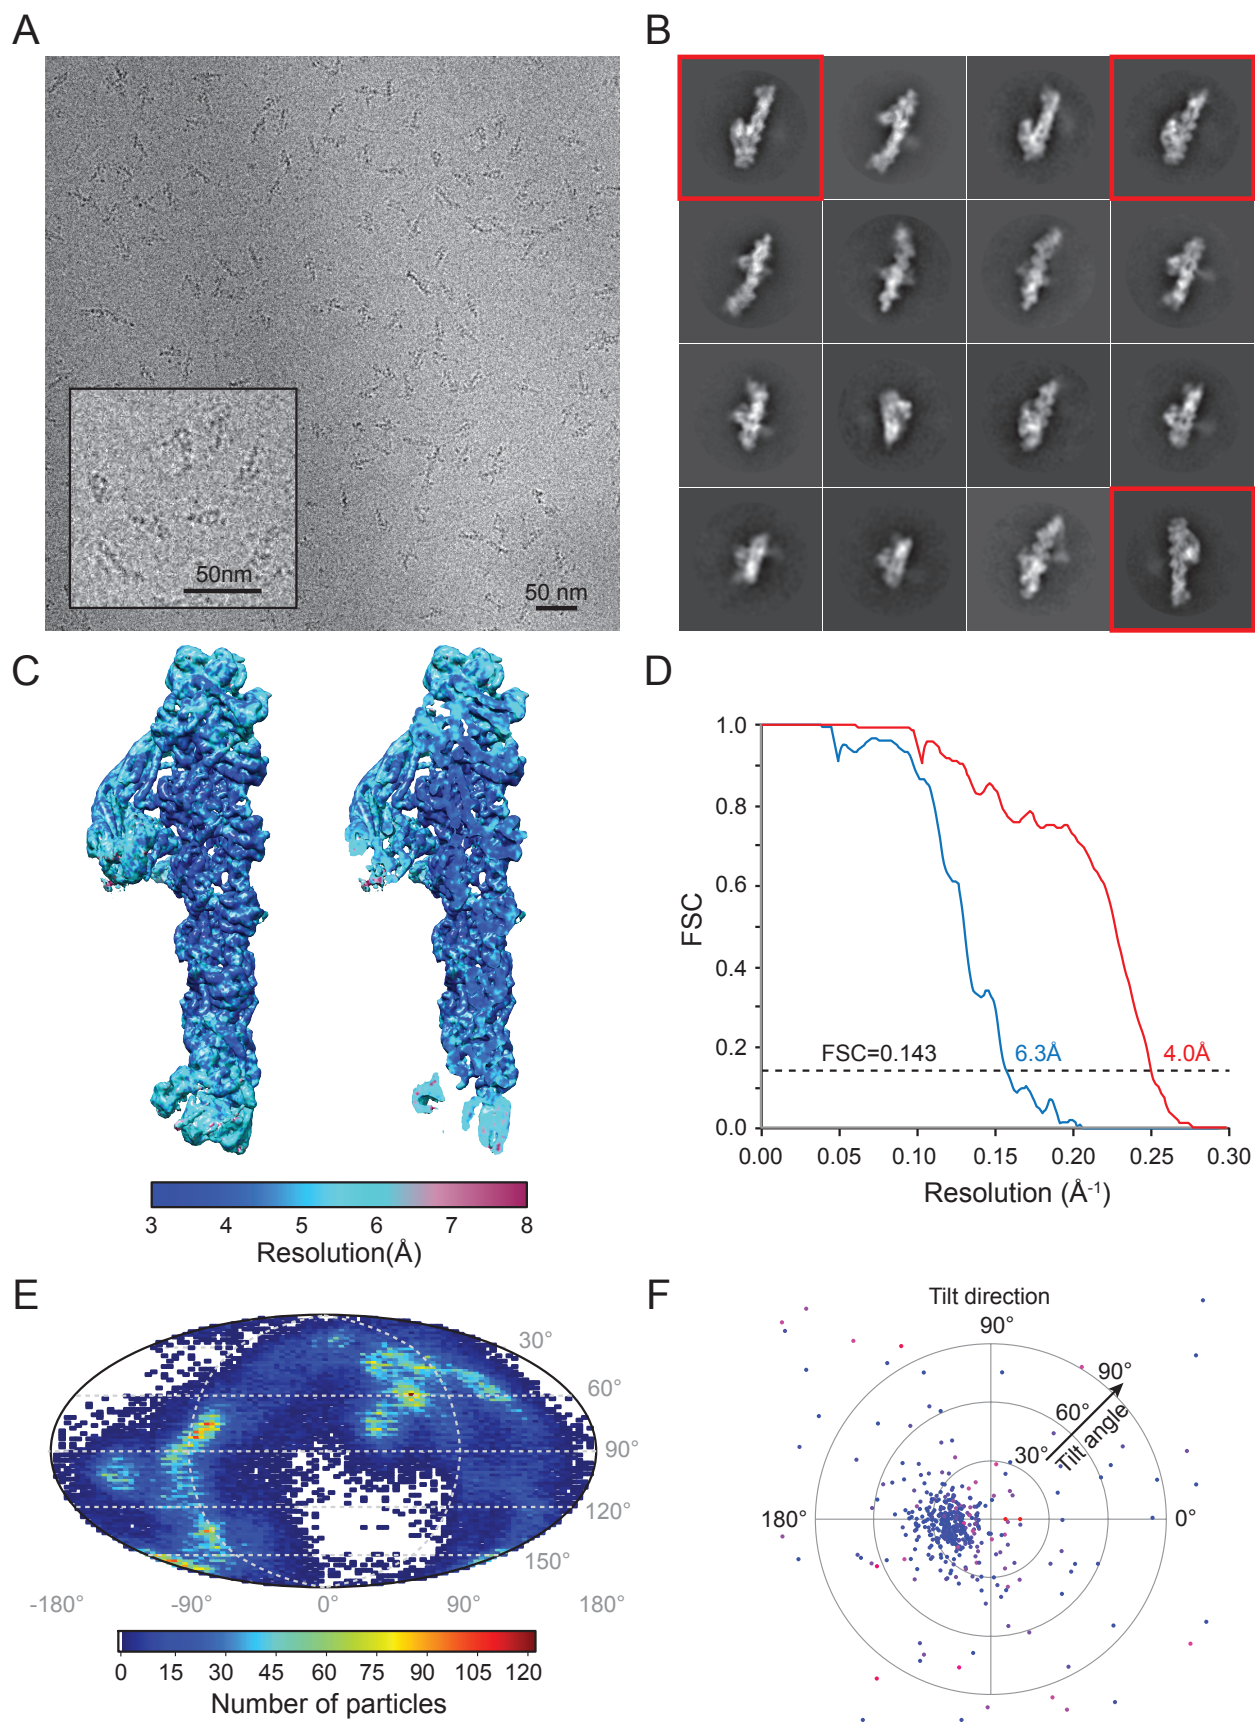 A
B
50nm
50 nm
C
3 4 5 6 7 8
Resolution(Å)
D
1.0
0.8
0.6
0.4
0.2
0.0
FSC
FSC=0.143
6.3Å
4.0Å
0.00 0.05 0.10 0.15 0.20 0.25 0.30
Resolution (Å-1)
E
30°
60°
90°
120°
150°
-180° -90° 0° 90° 180°
0 15 30 45 60 75 90 105 120
Number of particles
F
Tilt direction
90°
90°
60°
30°
Tilt angle
180°
0°